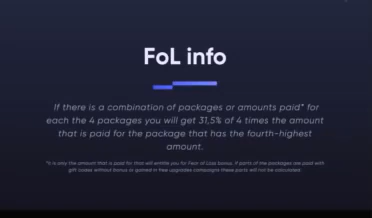 FoL info
If there is a combination of packages or amounts paid* for
each the 4 packages you will get 31,5% of 4 times the amount
that is paid for the package that has the fourth-highest
amount.
*It is only the amount that is paid for that will entitle you for Fear of Loss bonus. If parts of the packages are paid with
gift codes without bonus or gained in free upgrades campaigns these parts will not be calculated.